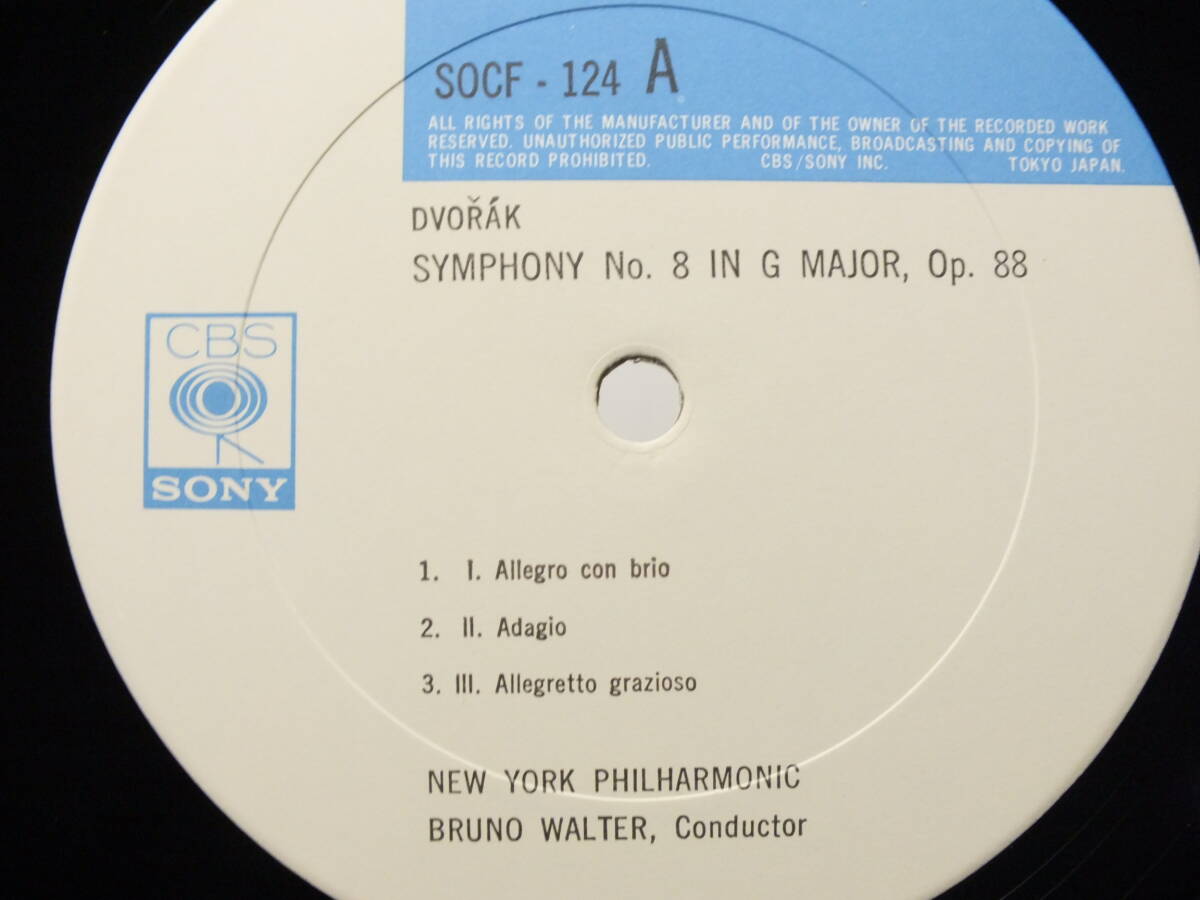 SOCF - 124 A
ALL RIGHTS OF THE MANUFACTURER AND OF THE OWNER OF THE RECORDED WORK
RESERVED. UNAUTHORIZED PUBLIC PERFORMANCE, BROADCASTING AND COPYING OF
THIS RECORD PROHIBITED. CBS/SONY INC. TOKYO JAPAN.
DVOŘÁK
SYMPHONY No. 8 IN G MAJOR, Op. 88
CBS
SONY
1. I. Allegro con brio
2. II. Adagio
3. III. Allegretto grazioso
NEW YORK PHILHARMONIC
BRUNO WALTER, Conductor